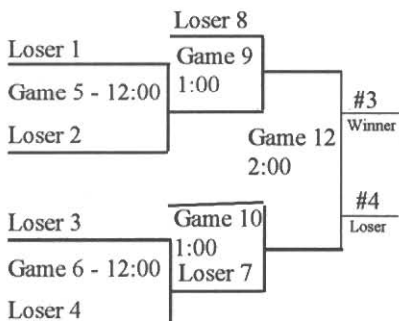 Loser 8
Loser 1
Game 9
1:00
Game 5 - 12:00
Loser 2
#3
Winner
Game 12
2:00
#4
Loser
Loser 3
Game 10
1:00
Game 6 - 12:00
Loser 7
Loser 4